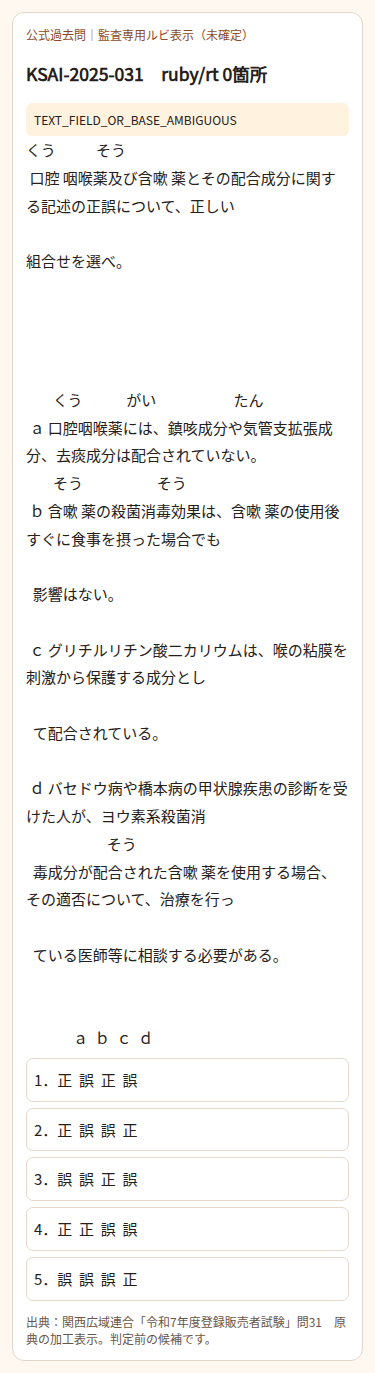 公式過去問｜監査専用ルビ表示（未確定）
KSAI-2025-031　ruby/rt 0箇所
TEXT_FIELD_OR_BASE_AMBIGUOUS
くう　　　そう
口腔 咽喉薬及び含嗽 薬とその配合成分に関す
る記述の正誤について、正しい
組合せを選べ。
くう　　　がい　　　　　たん
ａ 口腔咽喉薬には、鎮咳成分や気管支拡張成
分、去痰成分は配合されていない。
そう　　　　　そう
ｂ 含嗽 薬の殺菌消毒効果は、含嗽 薬の使用後
すぐに食事を摂った場合でも
影響はない。
ｃ グリチルリチン酸二カリウムは、喉の粘膜を
刺激から保護する成分とし
て配合されている。
ｄ バセドウ病や橋本病の甲状腺疾患の診断を受
けた人が、ヨウ素系殺菌消
そう
毒成分が配合された含嗽 薬を使用する場合、
その適否について、治療を行っ
ている医師等に相談する必要がある。
ａ ｂ ｃ ｄ
1. 正 誤 正 誤
2. 正 誤 誤 正
3. 誤 誤 正 誤
4. 正 正 誤 誤
5. 誤 誤 誤 正
出典：関西広域連合「令和7年度登録販売者試験」問31　原
典の加工表示。判定前の候補です。